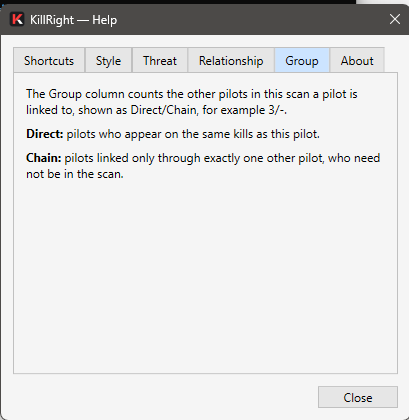 KillRight — Help
Shortcuts Style Threat Relationship Group About
The Group column counts the other pilots in this scan a pilot is
linked to, shown as Direct/Chain, for example 3/-.
Direct: pilots who appear on the same kills as this pilot.
Chain: pilots linked only through exactly one other pilot, who need
not be in the scan.
Close